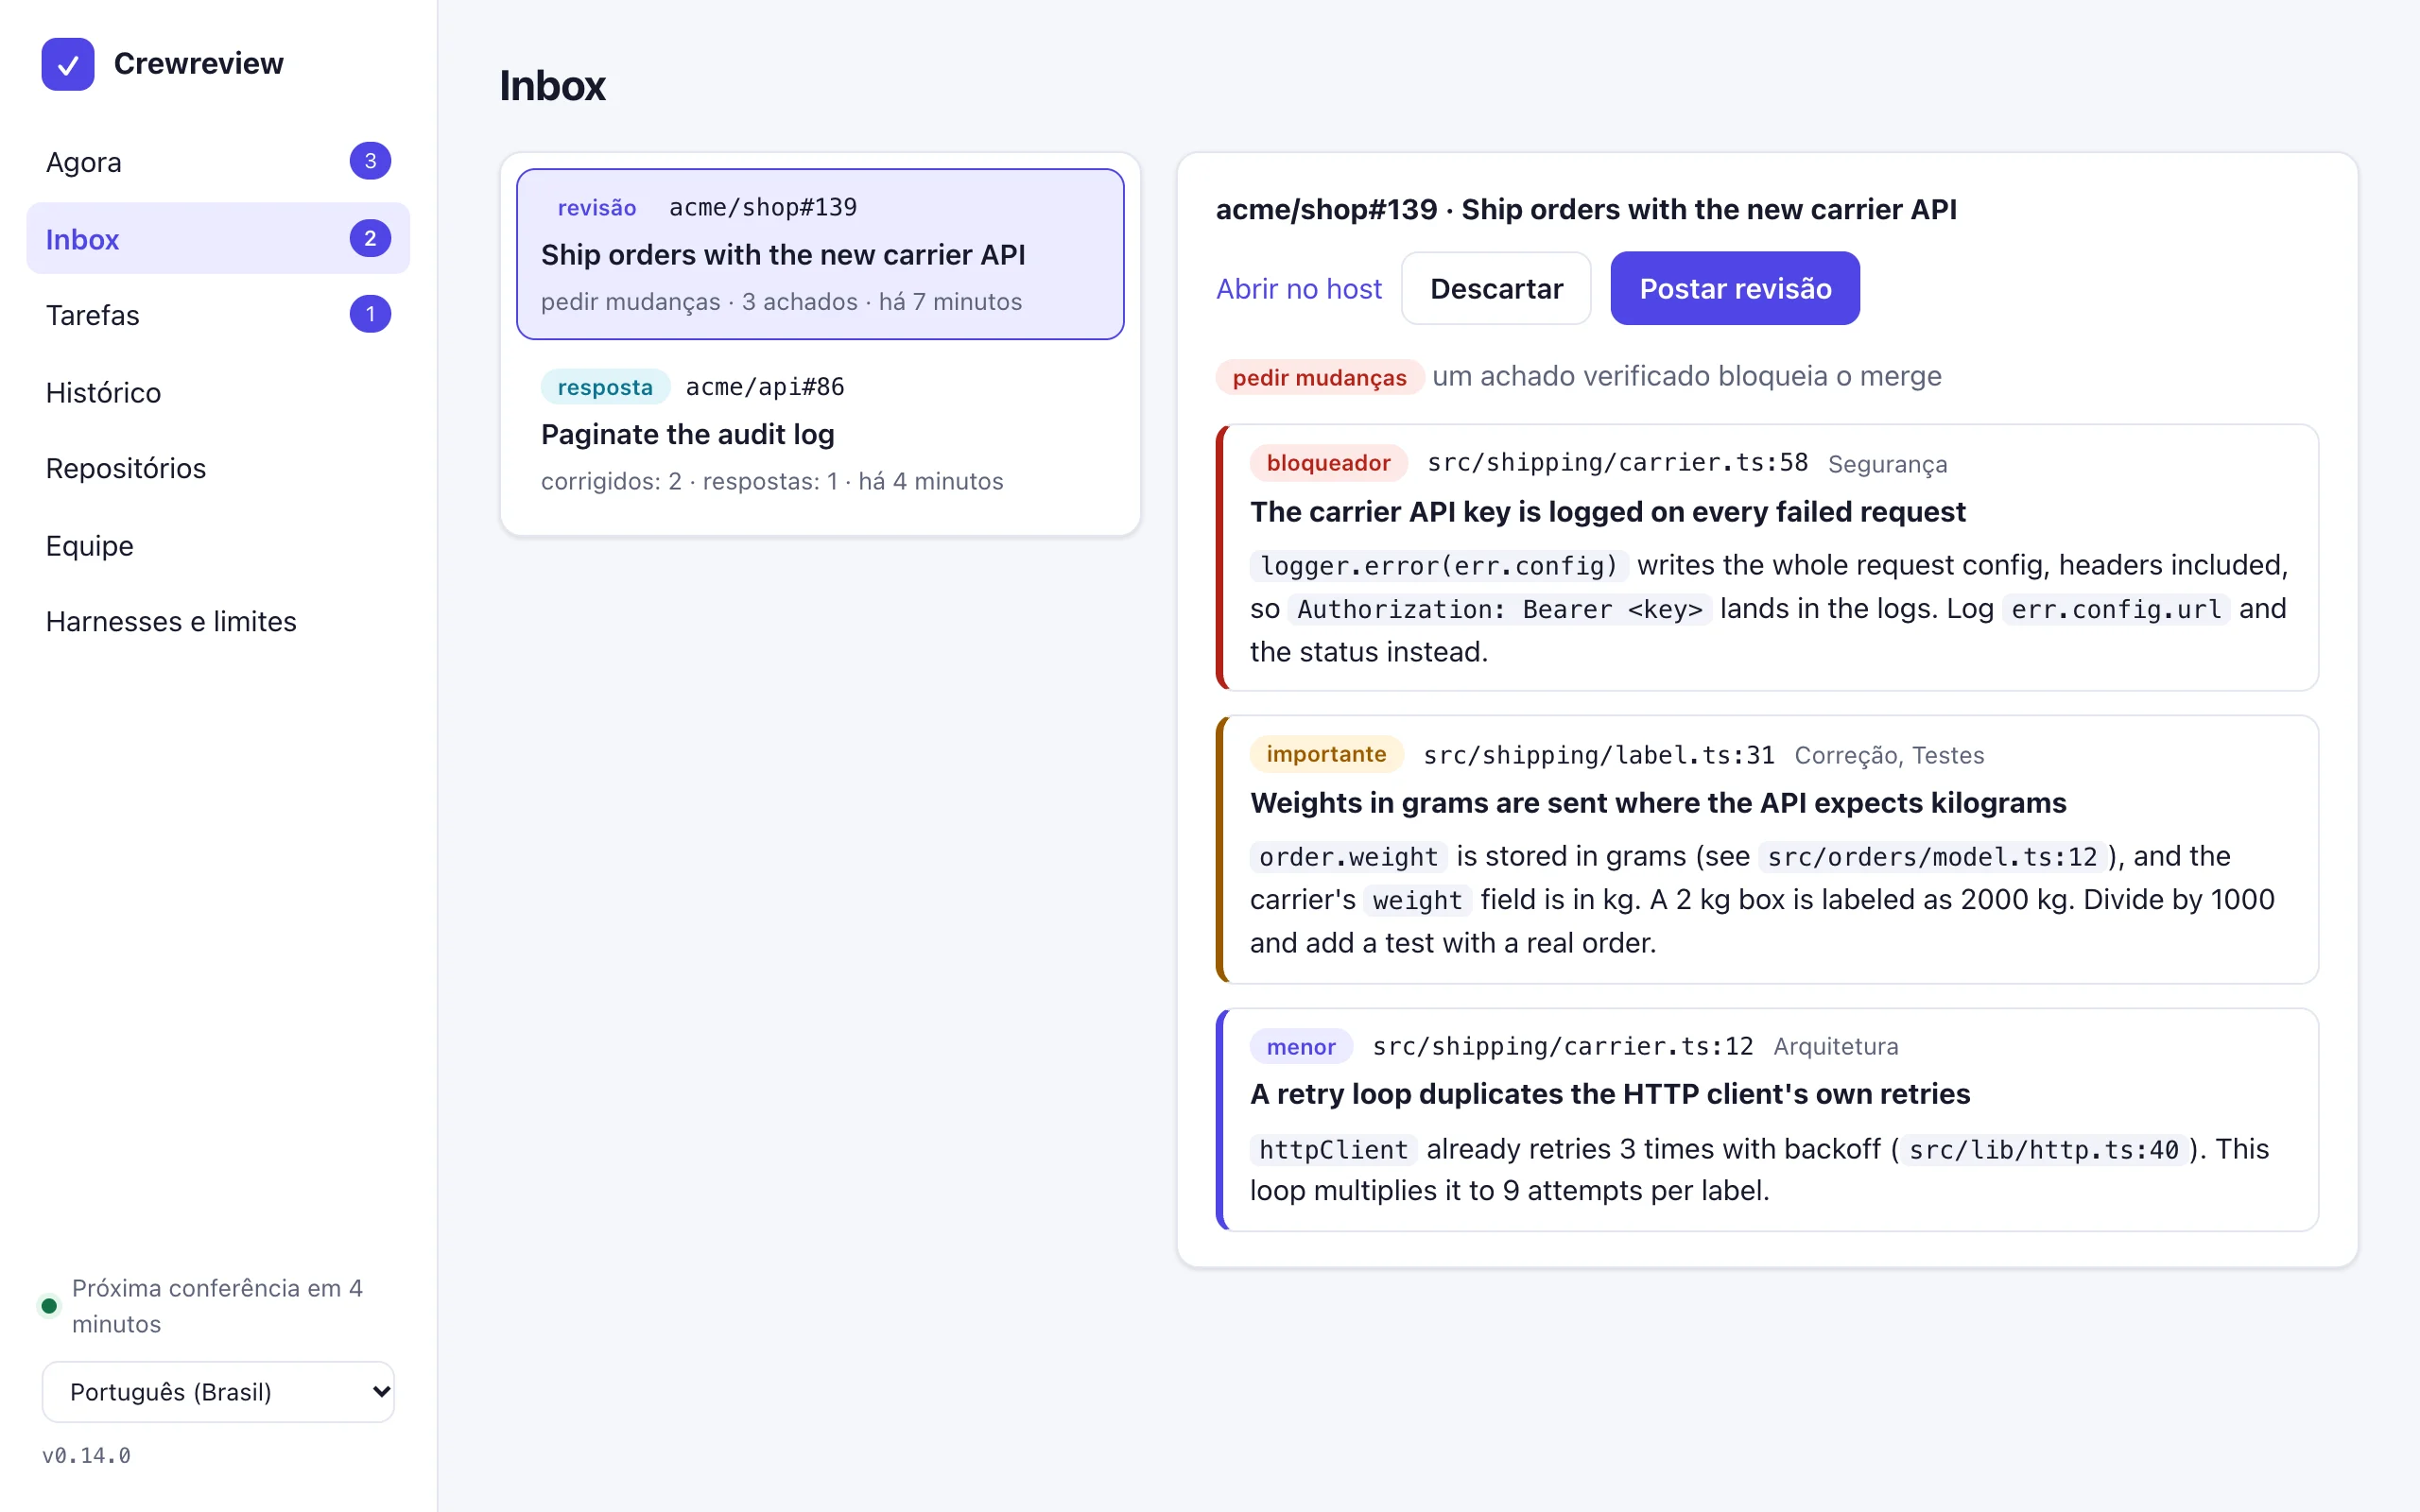 Crewreview
Agora 3
Inbox 2
Tarefas 1
Histórico
Repositórios
Equipe
Harnesses e limites
Próxima conferência em 4
minutos
Português (Brasil)
v0.14.0
Inbox
revisão acme/shop#139
Ship orders with the new carrier API
pedir mudanças · 3 achados · há 7 minutos
resposta acme/api#86
Paginate the audit log
corrigidos: 2 · respostas: 1 · há 4 minutos
acme/shop#139 · Ship orders with the new carrier API
Abrir no host Descartar Postar revisão
pedir mudanças um achado verificado bloqueia o merge
bloqueador src/shipping/carrier.ts:58 Segurança
The carrier API key is logged on every failed request
logger.error(err.config) writes the whole request config, headers included,
so Authorization: Bearer <key> lands in the logs. Log err.config.url and
the status instead.
importante src/shipping/label.ts:31 Correção, Testes
Weights in grams are sent where the API expects kilograms
order.weight is stored in grams (see src/orders/model.ts:12), and the
carrier's weight field is in kg. A 2 kg box is labeled as 2000 kg. Divide by 1000
and add a test with a real order.
menor src/shipping/carrier.ts:12 Arquitetura
A retry loop duplicates the HTTP client's own retries
httpClient already retries 3 times with backoff (src/lib/http.ts:40). This
loop multiplies it to 9 attempts per label.